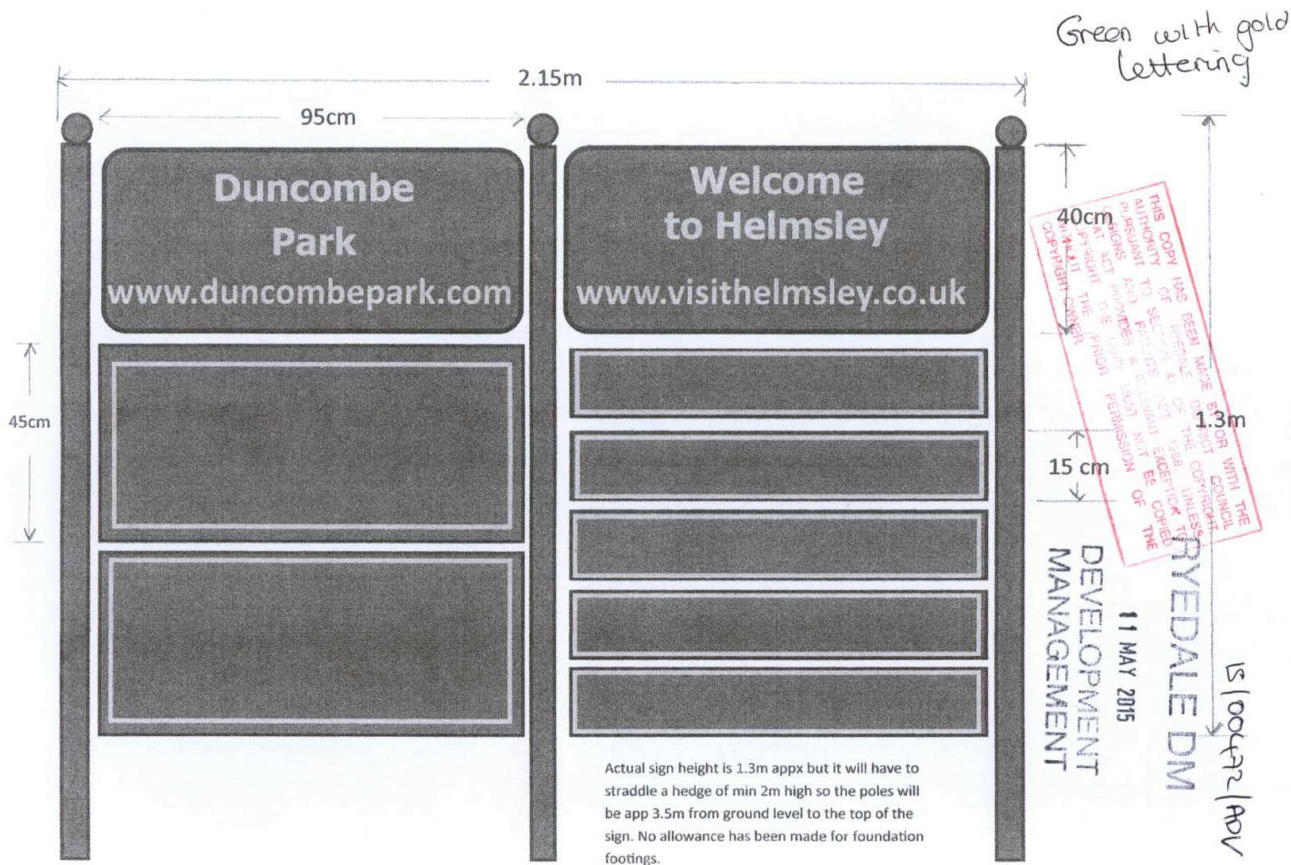 Green with gold
lettering
2.15m
95cm
Duncombe
Park
www.duncombepark.com
Welcome
to Helmsley
www.visithelmsley.co.uk
40cm
45cm
15 cm
1.3m
THIS COPY HAS BEEN MADE BY OR WITH THE
AUTHORITY OF RYEDALE DISTRICT COUNCIL
PURSUANT TO SECTION 47 OF THE COPYRIGHT
DESIGNS AND PATENTS ACT 1988. UNLESS
THAT ACT PROVIDES A RELEVANT EXCEPTION TO
COPYRIGHT THE COPY MUST NOT BE COPIED
WITHOUT THE PRIOR PERMISSION OF THE
COPYRIGHT OWNER
RYEDALE DM
11 MAY 2015
DEVELOPMENT
MANAGEMENT
15/00472/ADV
Actual sign height is 1.3m appx but it will have to
straddle a hedge of min 2m high so the poles will
be app 3.5m from ground level to the top of the
sign. No allowance has been made for foundation
footings.